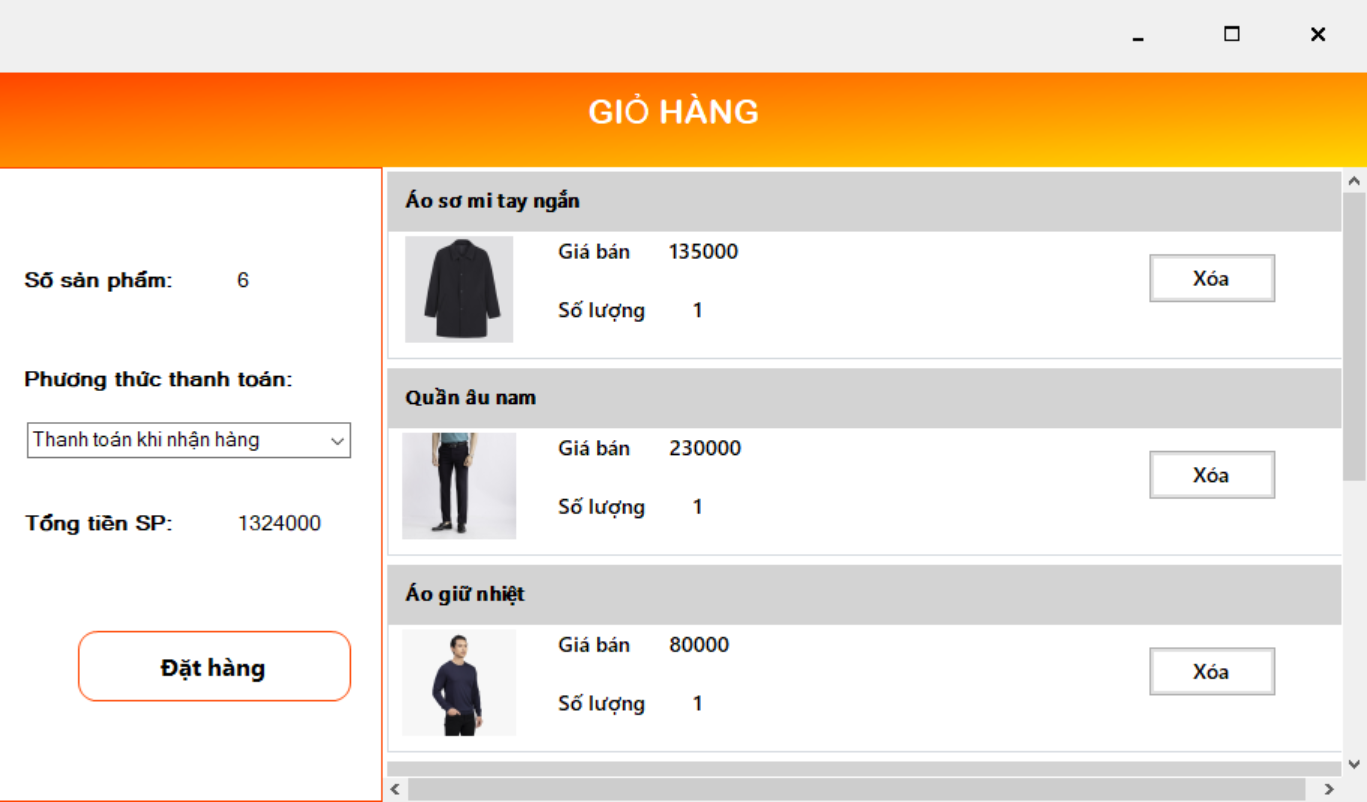 GIỎ HÀNG
Số sản phẩm: 6
Phương thức thanh toán:
Thanh toán khi nhận hàng
Tổng tiền SP: 1324000
Đặt hàng
Áo sơ mi tay ngắn
Giá bán 135000
Số lượng 1
Xóa
Quần âu nam
Giá bán 230000
Số lượng 1
Xóa
Áo giữ nhiệt
Giá bán 80000
Số lượng 1
Xóa